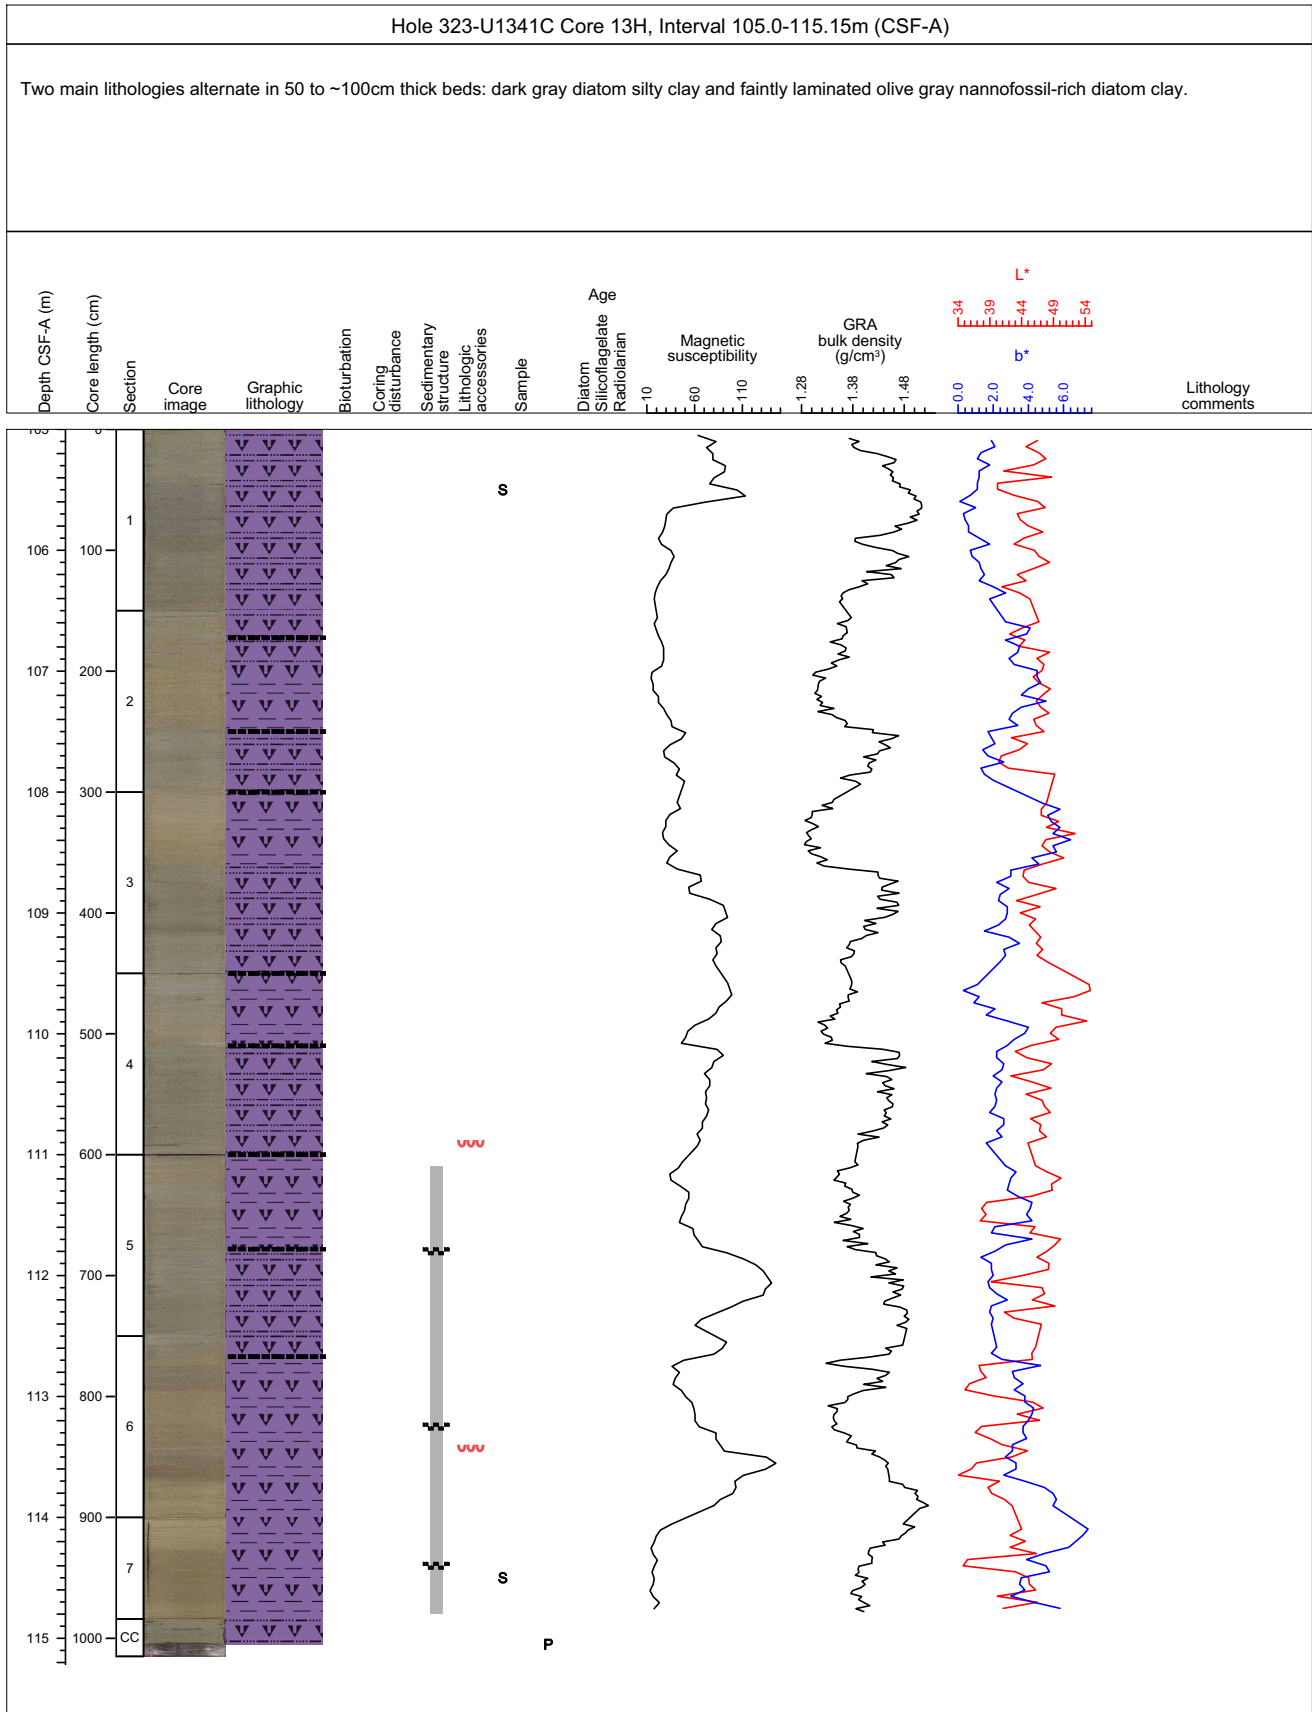 Hole 323-U1341C Core 13H, Interval 105.0-115.15m (CSF-A)
Two main lithologies alternate in 50 to ~100cm thick beds: dark gray diatom silty clay and faintly laminated olive gray nannofossil-rich diatom clay.
Depth CSF-A (m)
Core length (cm)
Section
Core
image
Graphic
lithology
Bioturbation
Coring
disturbance
Sedimentary
structure
Lithologic
accessories
Sample
Age
Diatom
Silicoflagelate
Radiolarian
Magnetic
susceptibility
10 60 110
GRA
bulk density
(g/cm³)
1.28 1.38 1.48
L*
34 39 44 49 54
b*
0.0 2.0 4.0 6.0
Lithology
comments
S
1
106 100
107 200
2
108 300
3
109 400
110 500
4
111 600
5
112 700
113 800
6
114 900
7
S
115 1000 CC
P